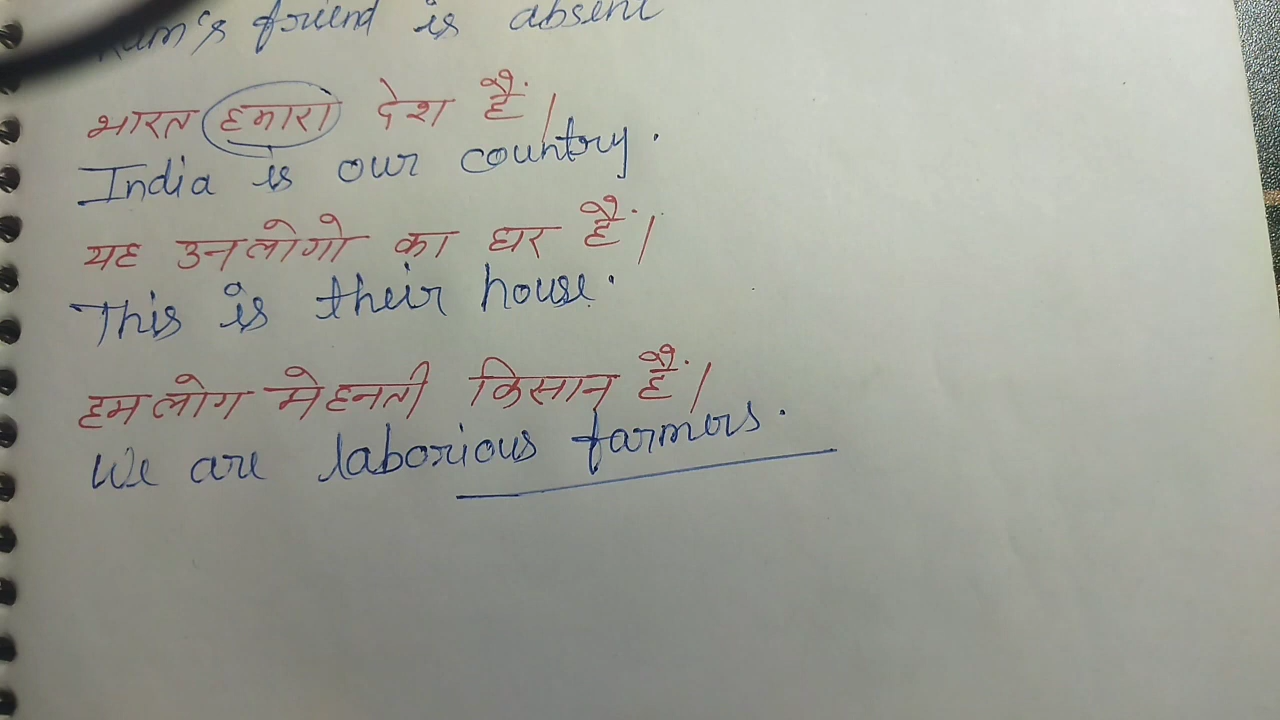 Ram's friend is absent
भारत हमारा देश हैं।
India is our country.
यह उनलोगो का घर हैं।
This is their house.
हमलोग मेहनती किसान हैं।
We are laborious farmers.